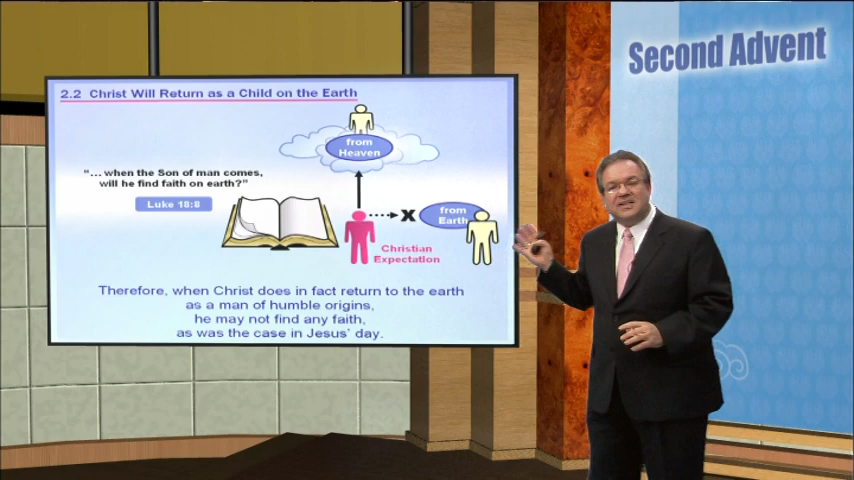 Second Advent
2.2 Christ Will Return as a Child on the Earth
from
Heaven
“... when the Son of man comes,
will he find faith on earth?”
Luke 18:8
X
from
Earth
Christian
Expectation
Therefore, when Christ does in fact return to the earth
as a man of humble origins,
he may not find any faith,
as was the case in Jesus' day.